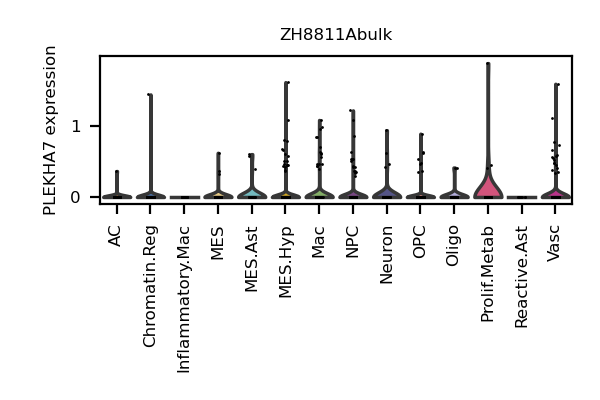 ZH8811Abulk
PLEKHA7 expression
1
0
AC
Chromatin.Reg
Inflammatory.Mac
MES
MES.Ast
MES.Hyp
Mac
NPC
Neuron
OPC
Oligo
Prolif.Metab
Reactive.Ast
Vasc